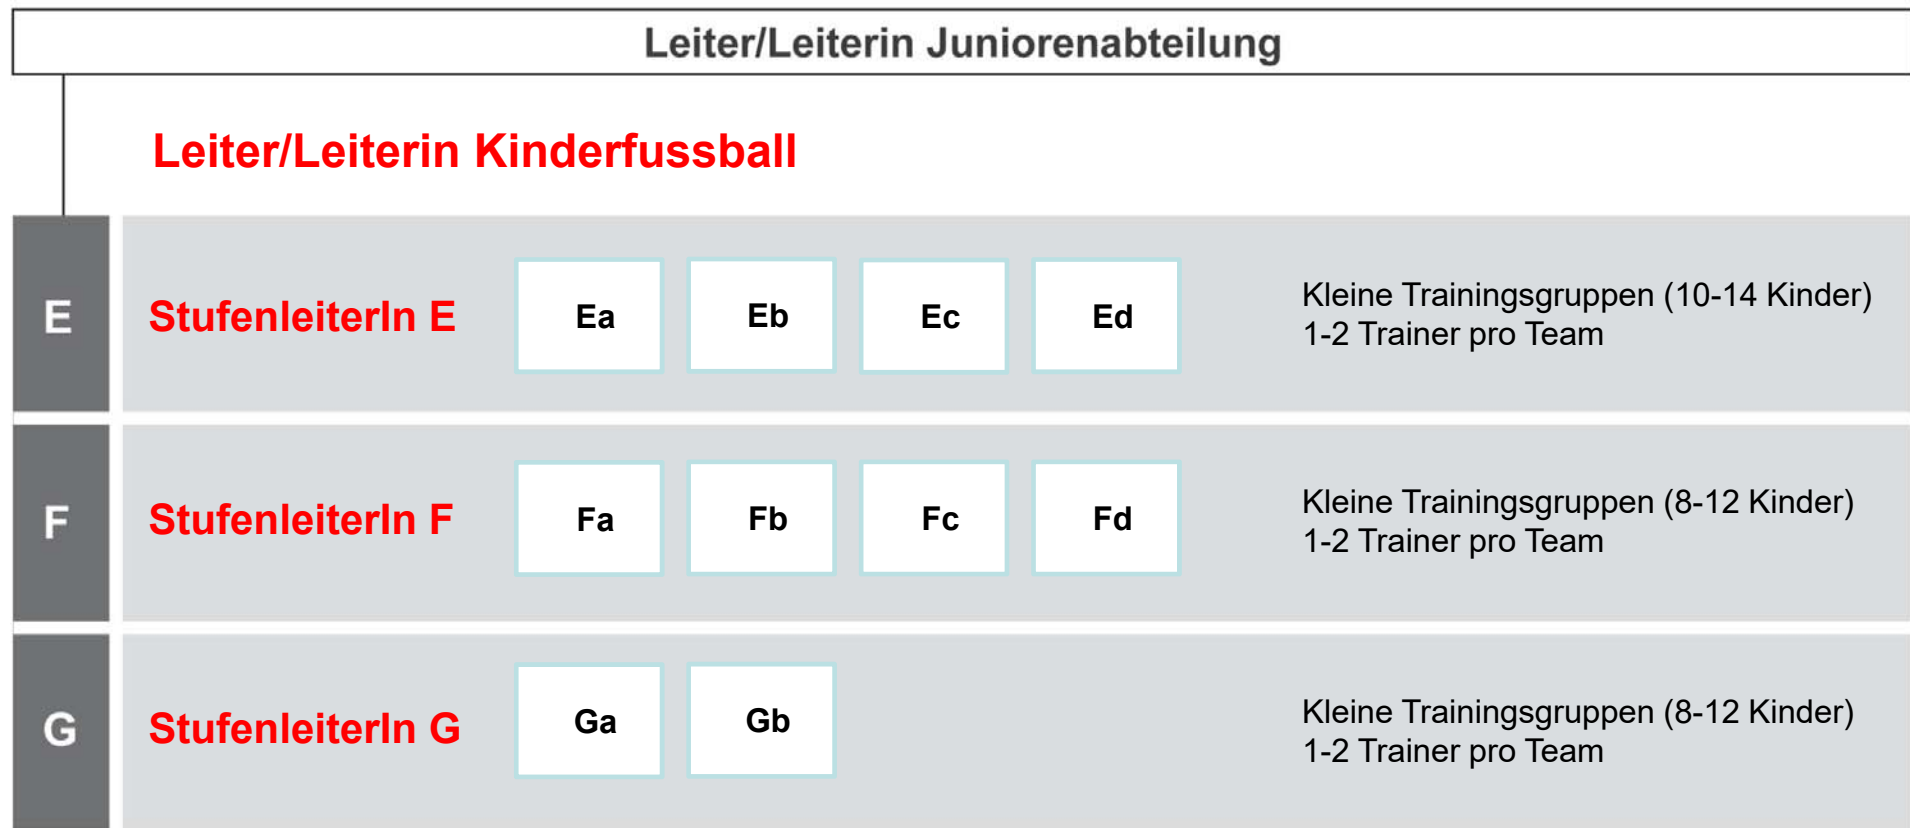 Leiter/Leiterin Juniorenabteilung
Leiter/Leiterin Kinderfussball
E
StufenleiterIn E
Ea
Eb
Ec
Ed
Kleine Trainingsgruppen (10-14 Kinder)
1-2 Trainer pro Team
F
StufenleiterIn F
Fa
Fb
Fc
Fd
Kleine Trainingsgruppen (8-12 Kinder)
1-2 Trainer pro Team
G
StufenleiterIn G
Ga
Gb
Kleine Trainingsgruppen (8-12 Kinder)
1-2 Trainer pro Team